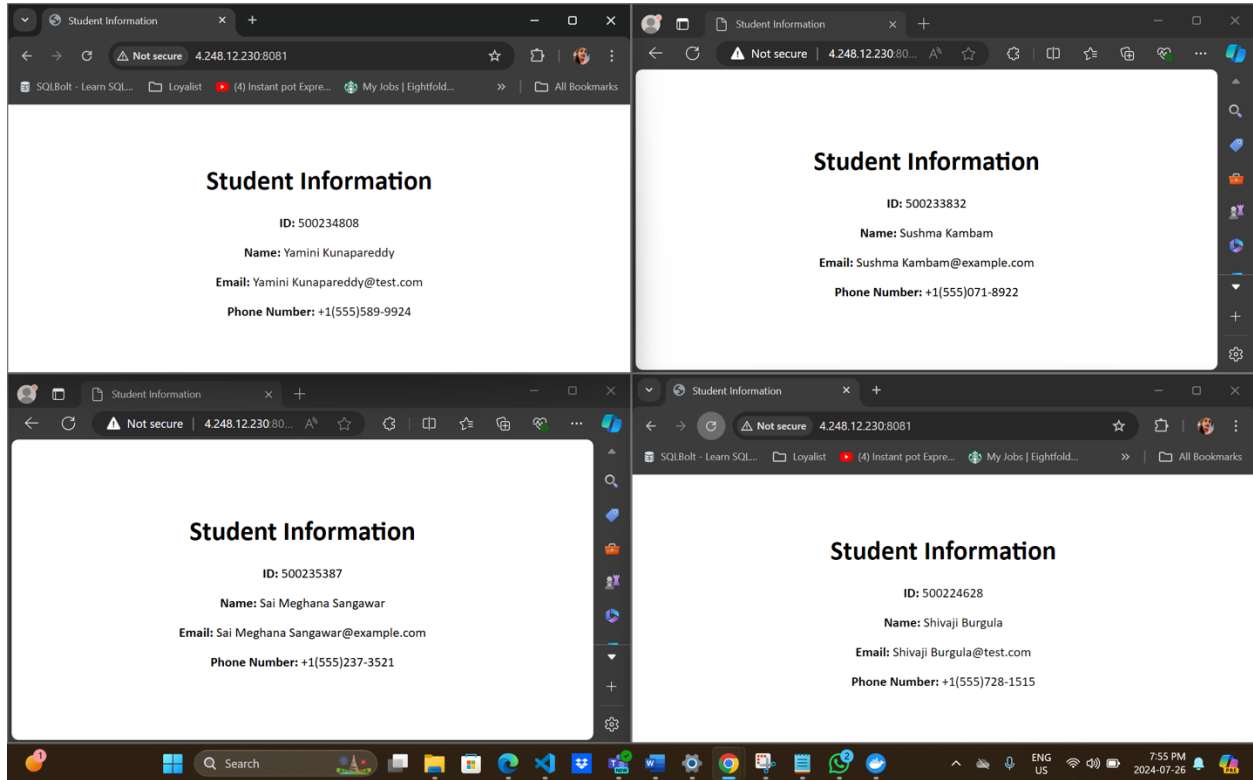 Student Information
+
Not secure
4.248.12.230:8081
SQLBolt - Learn SQL...
Loyalist
(4) Instant pot Expre...
My Jobs | Eightfold...
»
All Bookmarks
Student Information
ID: 500234808
Name: Yamini Kunapareddy
Email: Yamini Kunapareddy@test.com
Phone Number: +1(555)589-9924
Student Information
+
Not secure | 4.248.12.230:80...
Student Information
ID: 500233832
Name: Sushma Kambam
Email: Sushma Kambam@example.com
Phone Number: +1(555)071-8922
Student Information
+
Not secure | 4.248.12.230:80...
Student Information
ID: 500235387
Name: Sai Meghana Sangawar
Email: Sai Meghana Sangawar@example.com
Phone Number: +1(555)237-3521
Student Information
+
Not secure
4.248.12.230:8081
SQLBolt - Learn SQL...
Loyalist
(4) Instant pot Expre...
My Jobs | Eightfold...
»
All Bookmarks
Student Information
ID: 500224628
Name: Shivaji Burgula
Email: Shivaji Burgula@test.com
Phone Number: +1(555)728-1515
1
Search
NEW
2
ENG
US
7:55 PM
2024-07-26
PRE